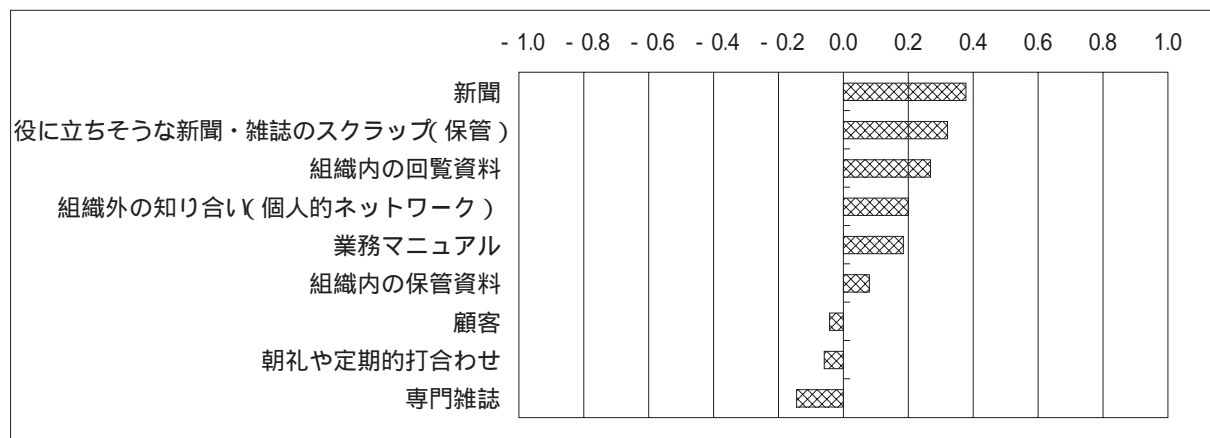 - 1.0 - 0.8 - 0.6 - 0.4 - 0.2 0.0 0.2 0.4 0.6 0.8 1.0
新聞
役に立ちそうな新聞・雑誌のスクラップ(保管)
組織内の回覧資料
組織外の知り合い(個人的ネットワーク)
業務マニュアル
組織内の保管資料
顧客
朝礼や定期的打合わせ
専門雑誌